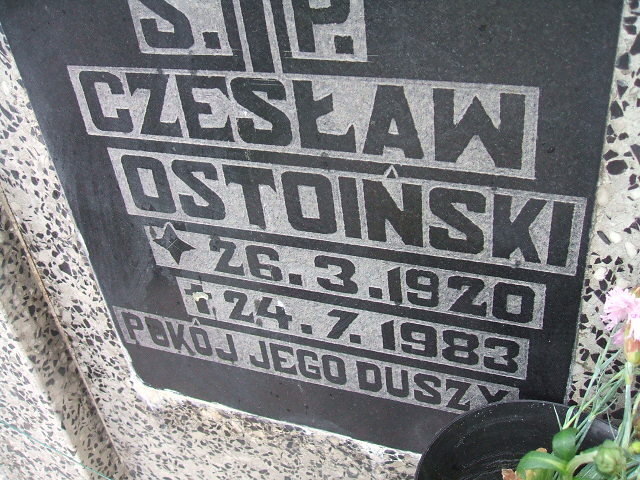 Ś. P.
CZESŁAW
OSTOIŃSKI
★ 26.3.1920
✝ 24.7.1983
POKÓJ JEGO DUSZY